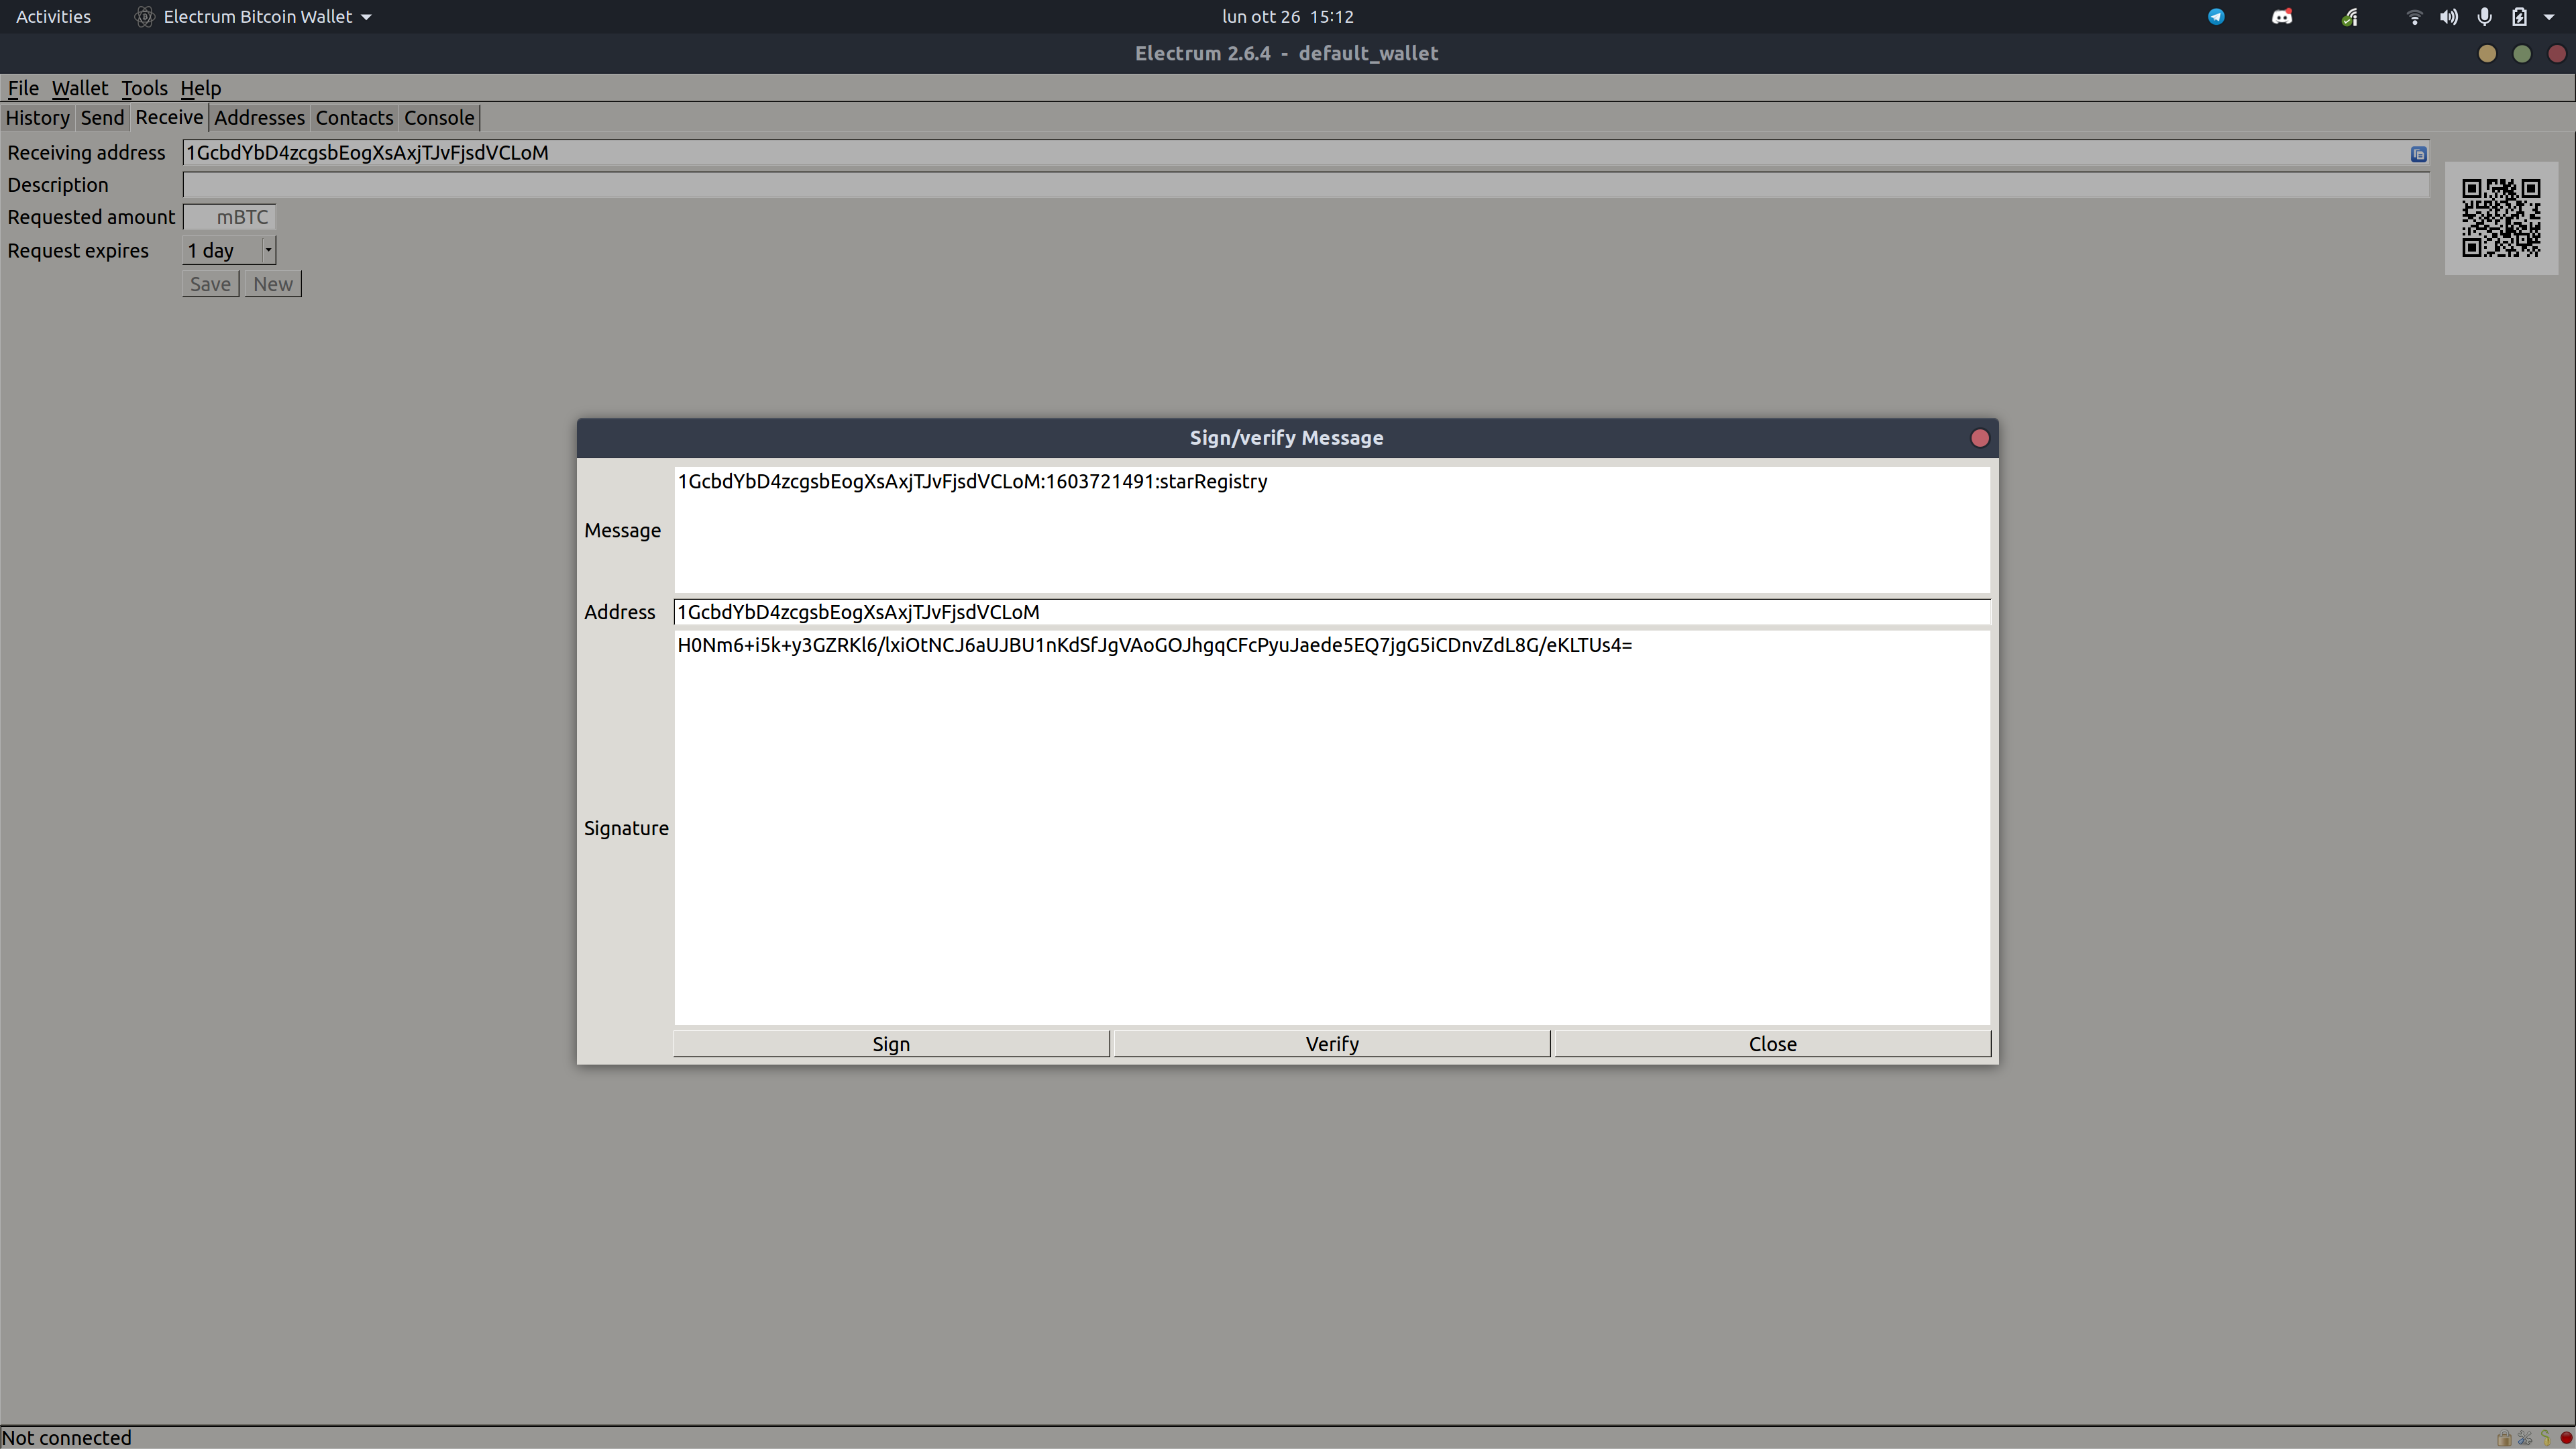 Activities Electrum Bitcoin Wallet lun ott 26 15:12
Electrum 2.6.4 - default_wallet
File Wallet Tools Help
History Send Receive Addresses Contacts Console
Receiving address 1GcbdYbD4zcgsbEogXsAxjTJvFjsdVCLoM
Description
Requested amount mBTC
Request expires 1 day
Save New
Sign/verify Message
Message 1GcbdYbD4zcgsbEogXsAxjTJvFjsdVCLoM:1603721491:starRegistry
Address 1GcbdYbD4zcgsbEogXsAxjTJvFjsdVCLoM
Signature H0Nm6+i5k+y3GZRKl6/lxiOtNCJ6aUJBU1nKdSfJgVAoGOJhgqCFcPyuJaede5EQ7jgG5iCDnvZdL8G/eKLTUs4=
Sign Verify Close
Not connected